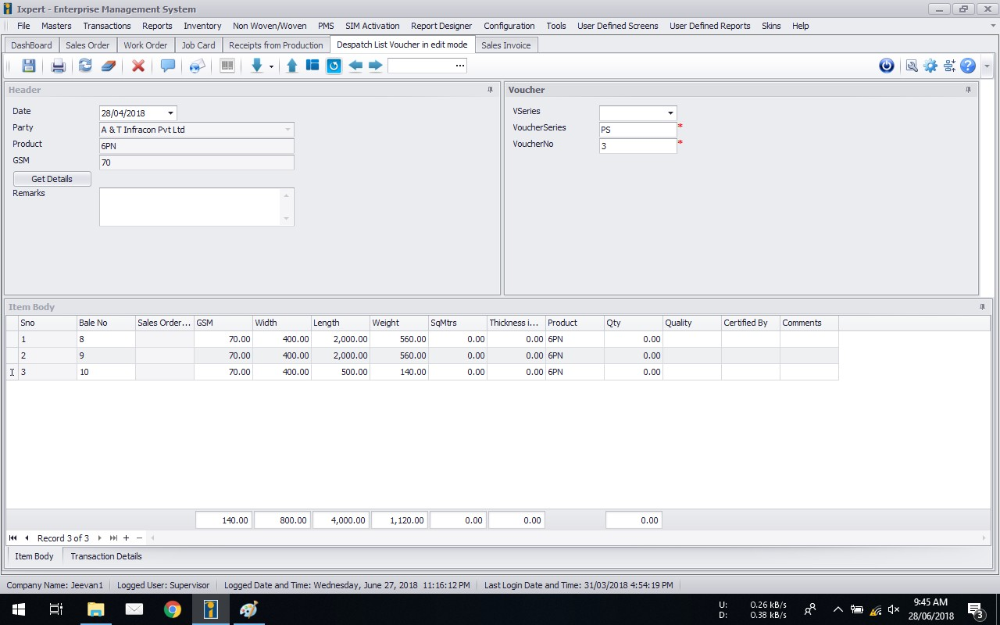 Ixpert - Enterprise Management System
File Masters Transactions Reports Inventory Non Woven/Woven PMS SIM Activation Report Designer Configuration Tools User Defined Screens User Defined Reports Skins Help
DashBoard Sales Order Work Order Job Card Receipts from Production Despatch List Voucher in edit mode Sales Invoice
Header
Date 28/04/2018
Party A & T Infracon Pvt Ltd
Product 6PN
GSM 70
Get Details
Remarks
Voucher
VSeries
VoucherSeries PS *
VoucherNo 3 *
Item Body
Sno Bale No Sales Order... GSM Width Length Weight SqMtrs Thickness i... Product Qty Quality Certified By Comments
1 8 70.00 400.00 2,000.00 560.00 0.00 0.00 6PN 0.00
2 9 70.00 400.00 2,000.00 560.00 0.00 0.00 6PN 0.00
3 10 70.00 400.00 500.00 140.00 0.00 0.00 6PN 0.00
140.00 800.00 4,000.00 1,120.00 0.00 0.00 0.00
Record 3 of 3
Item Body Transaction Details
Company Name: Jeevan1 Logged User: Supervisor Logged Date and Time: Wednesday, June 27, 2018 11:16:12 PM Last Login Date and Time: 31/03/2018 4:54:19 PM
U: 0.26 kB/s
D: 0.38 kB/s
9:45 AM
28/06/2018
3